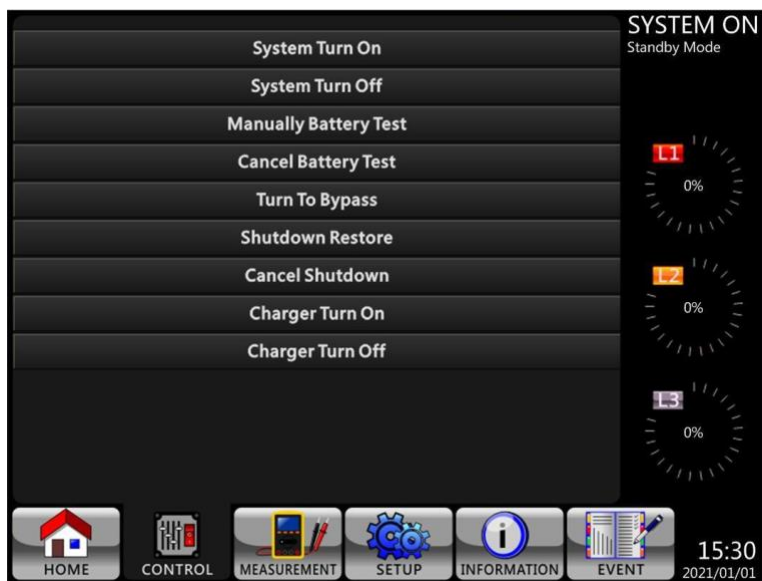 SYSTEM ON
Standby Mode
System Turn On
System Turn Off
Manually Battery Test
Cancel Battery Test
Turn To Bypass
Shutdown Restore
Cancel Shutdown
Charger Turn On
Charger Turn Off
L1
0%
L2
0%
L3
0%
HOME
CONTROL
MEASUREMENT
SETUP
INFORMATION
EVENT
15:30
2021/01/01